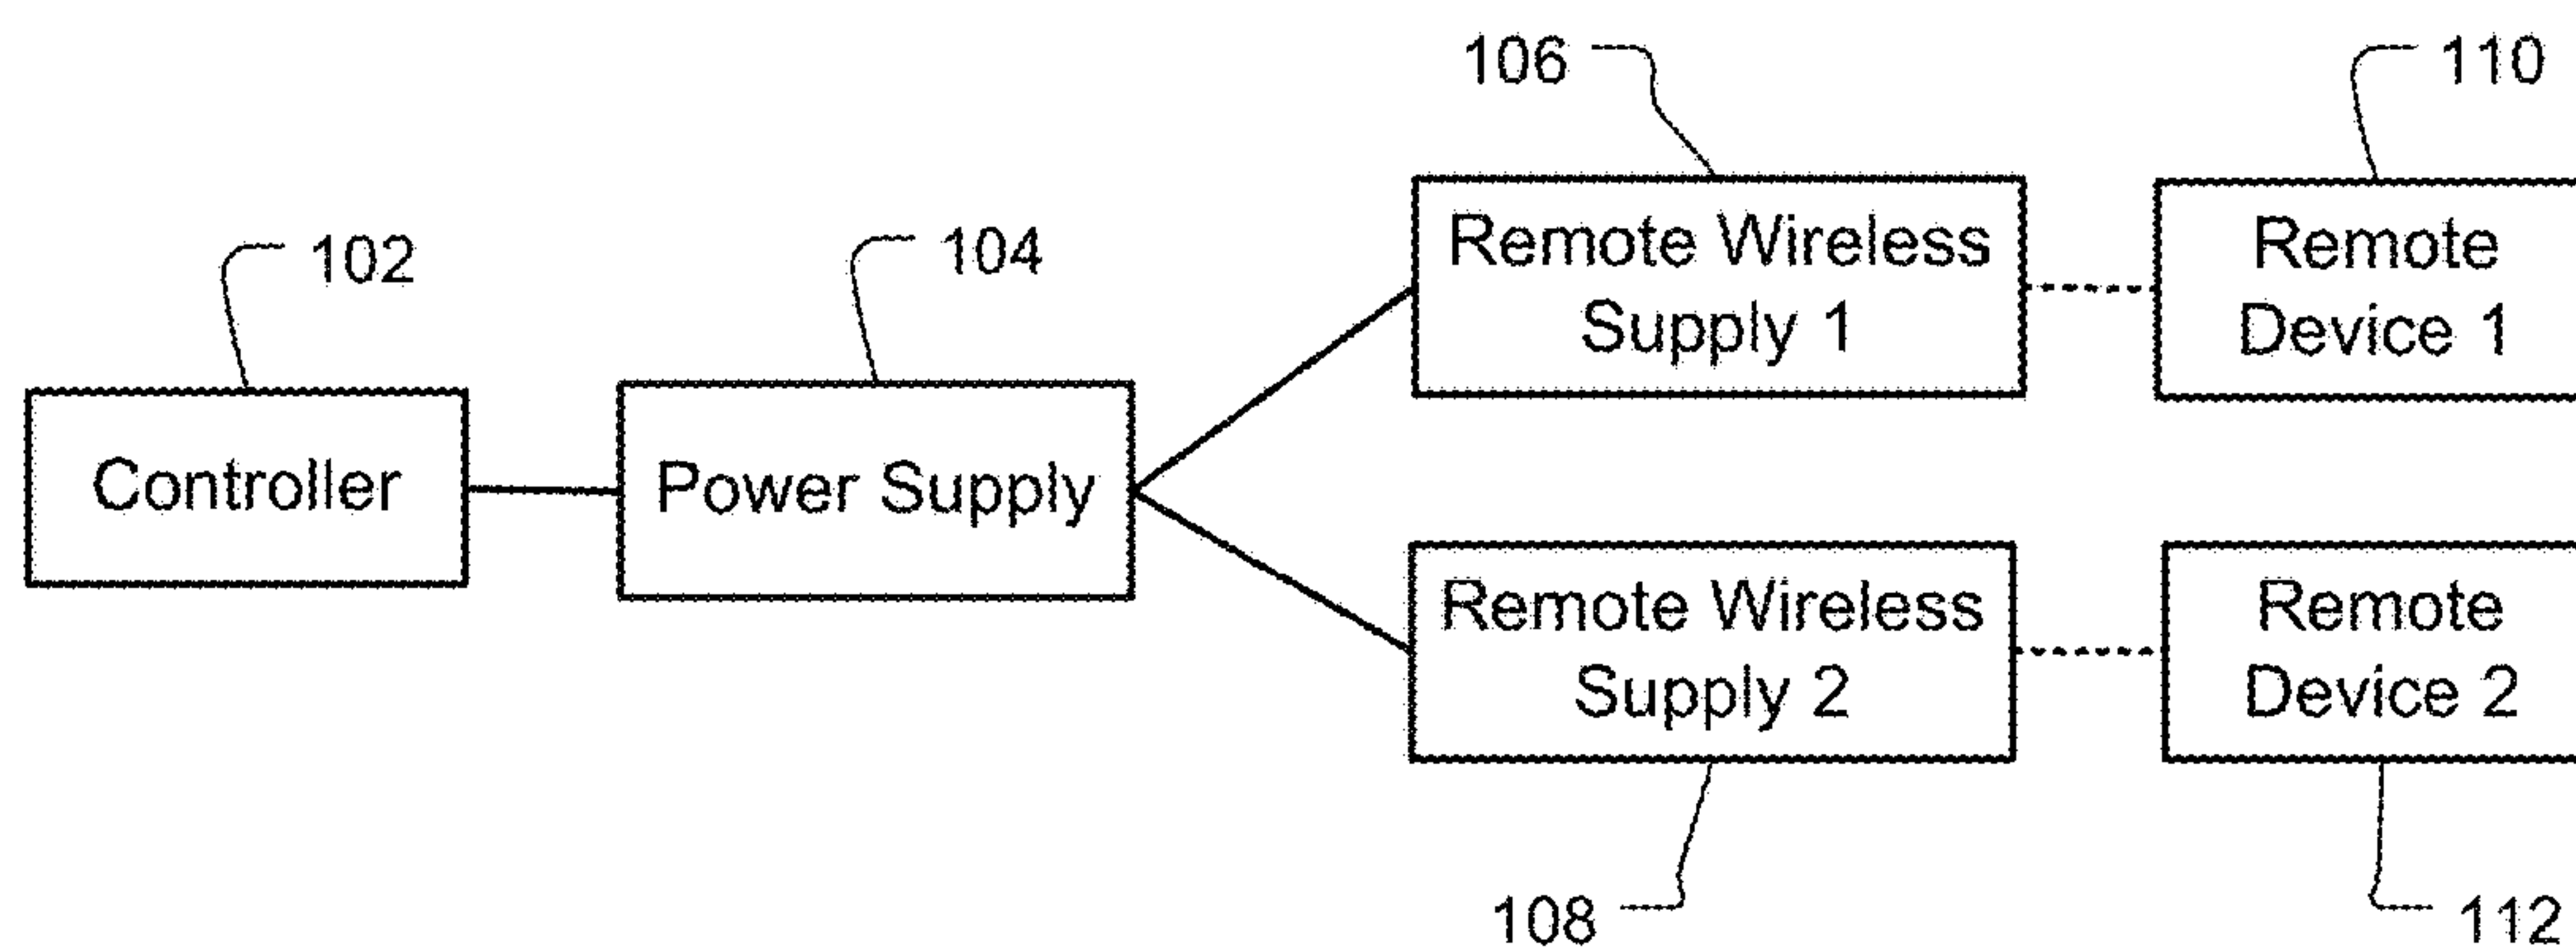 106
110
102
104
Remote Wireless
Supply 1
Remote
Device 1
Controller
Power Supply
Remote Wireless
Supply 2
Remote
Device 2
108
112